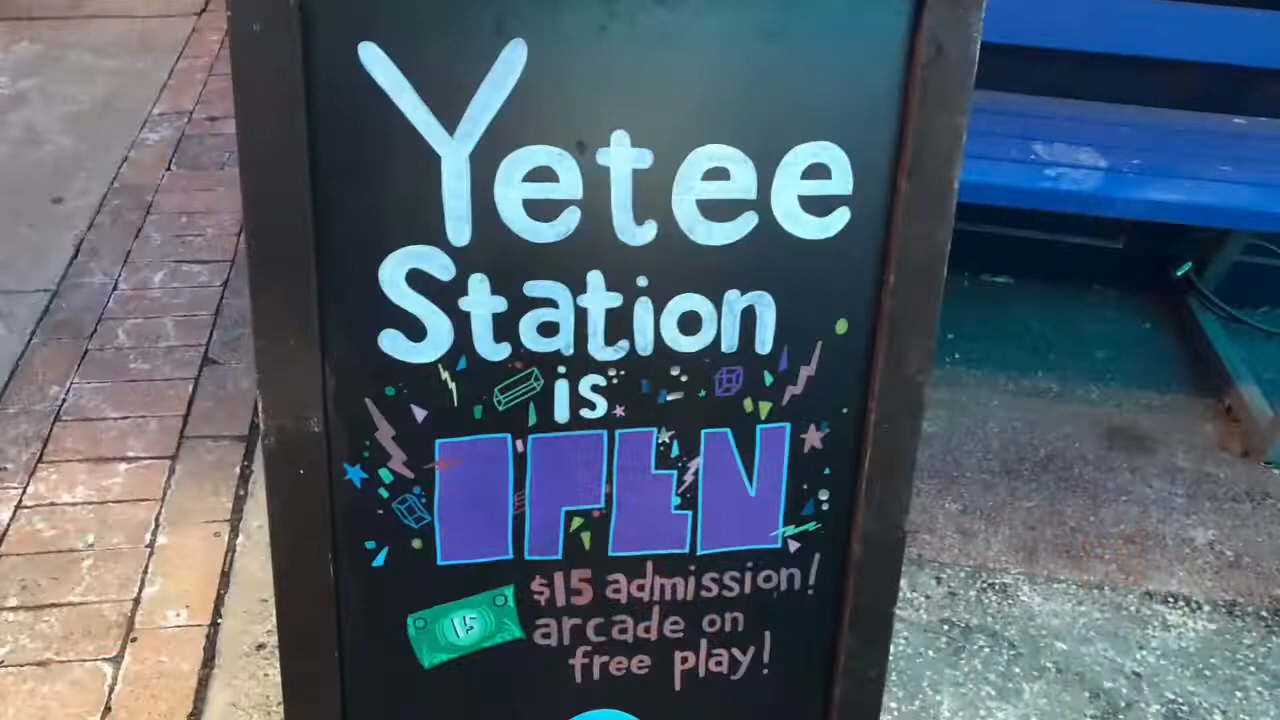 Yetee
Station
is
OPEN
$15 admission!
15
arcade on
free play!